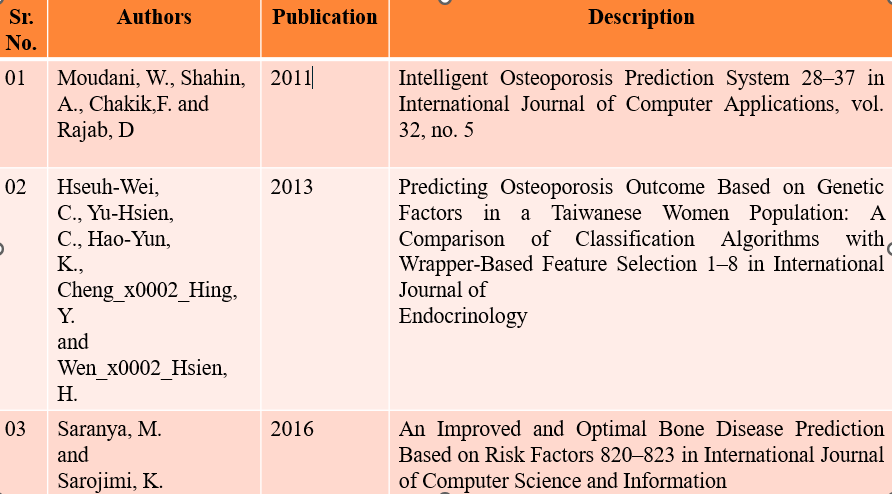 Sr. No.
Authors
Publication
Description
01
Moudani, W., Shahin,
A., Chakik,F. and
Rajab, D
2011
Intelligent Osteoporosis Prediction System 28–37 in
International Journal of Computer Applications, vol.
32, no. 5
02
Hseuh-Wei,
C., Yu-Hsien,
C., Hao-Yun,
K.,
Cheng_x0002_Hing,
Y.
and
Wen_x0002_Hsien,
H.
2013
Predicting Osteoporosis Outcome Based on Genetic
Factors in a Taiwanese Women Population: A
Comparison of Classification Algorithms with
Wrapper-Based Feature Selection 1–8 in International
Journal of
Endocrinology
03
Saranya, M.
and
Sarojimi, K.
2016
An Improved and Optimal Bone Disease Prediction
Based on Risk Factors 820–823 in International Journal
of Computer Science and Information